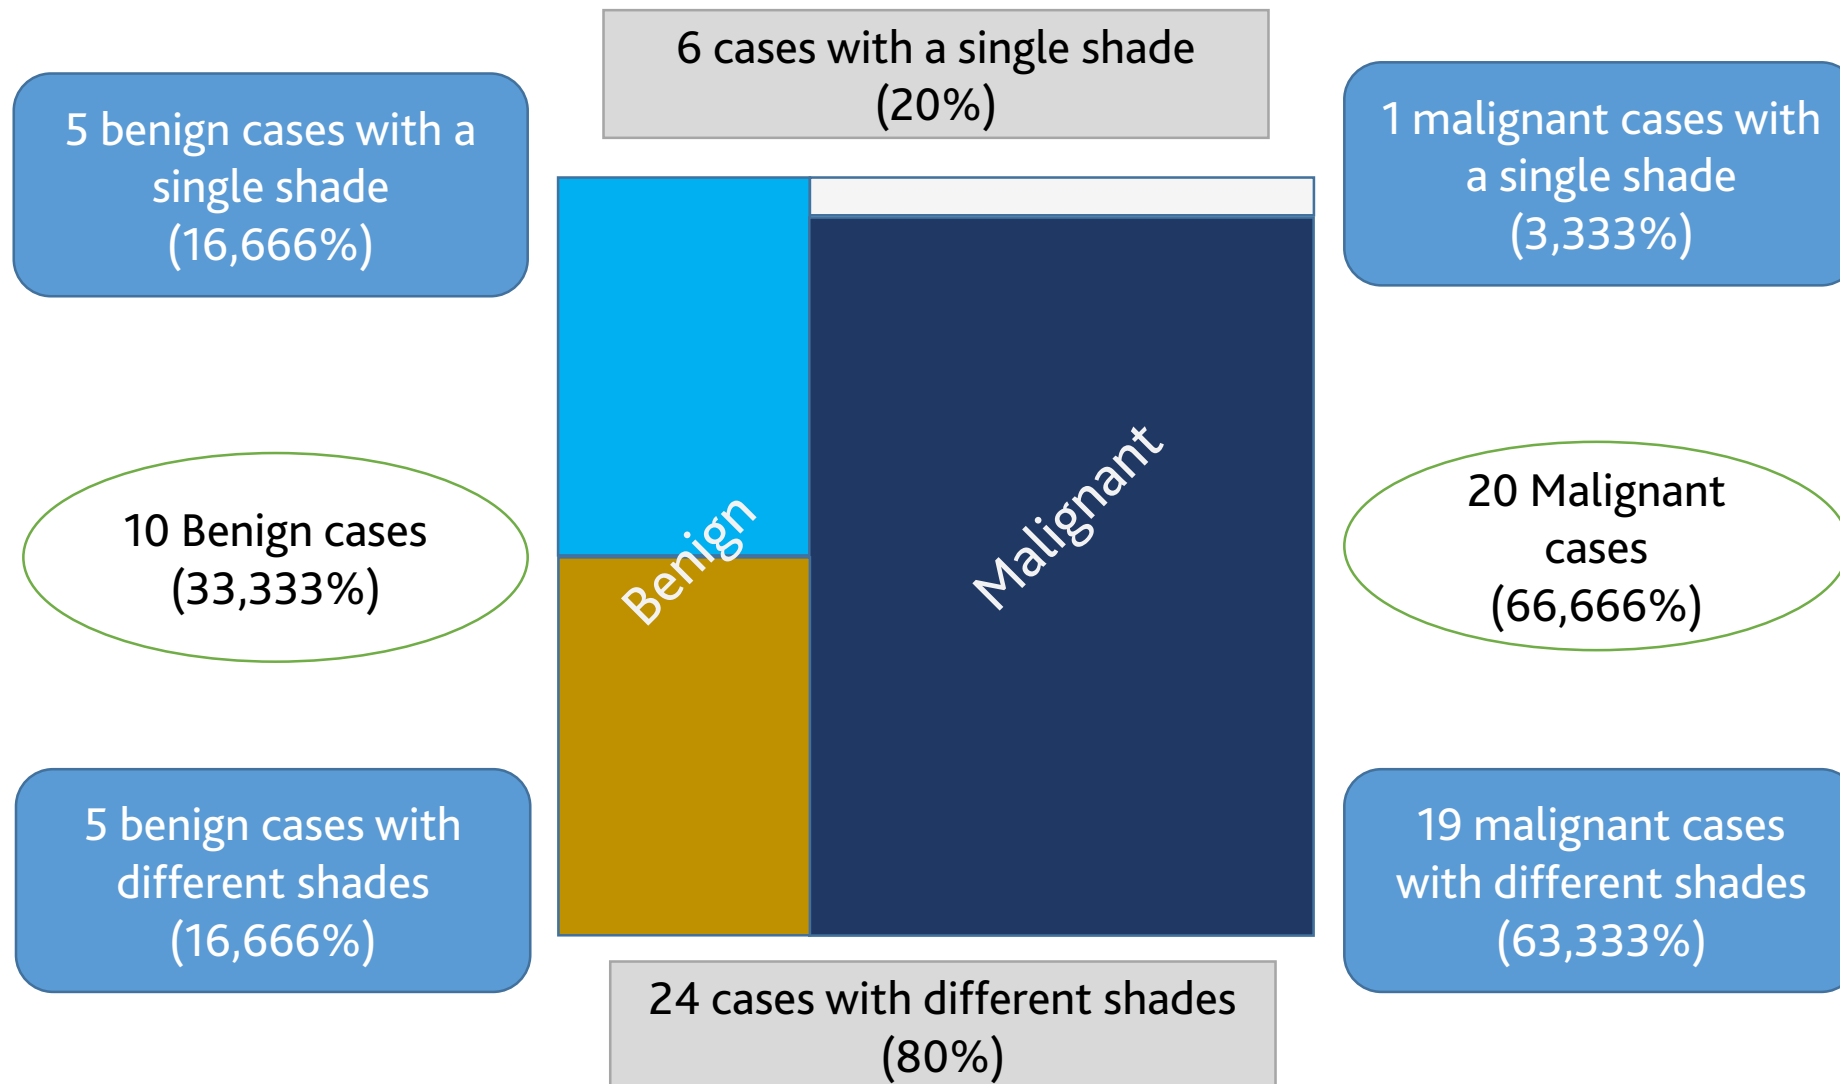 6 cases with a single shade
(20%)
5 benign cases with a
single shade
(16,666%)
1 malignant cases with
a single shade
(3,333%)
10 Benign cases
(33,333%)
Benign
Malignant
20 Malignant
cases
(66,666%)
5 benign cases with
different shades
(16,666%)
19 malignant cases
with different shades
(63,333%)
24 cases with different shades
(80%)